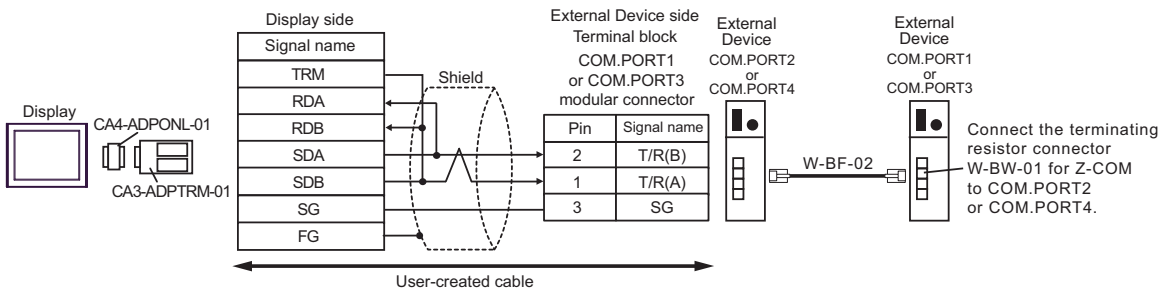 Display
CA4-ADPONL-01
CA3-ADPTRM-01
Display side
Signal name
TRM
RDA
RDB
SDA
SDB
SG
FG
Shield
User-created cable
External Device side
Terminal block
COM.PORT1
or COM.PORT3
modular connector
Pin Signal name
2 T/R(B)
1 T/R(A)
3 SG
External
Device
COM.PORT2
or
COM.PORT4
W-BF-02
External
Device
COM.PORT1
or
COM.PORT3
Connect the terminating
resistor connector
W-BW-01 for Z-COM
to COM.PORT2
or COM.PORT4.